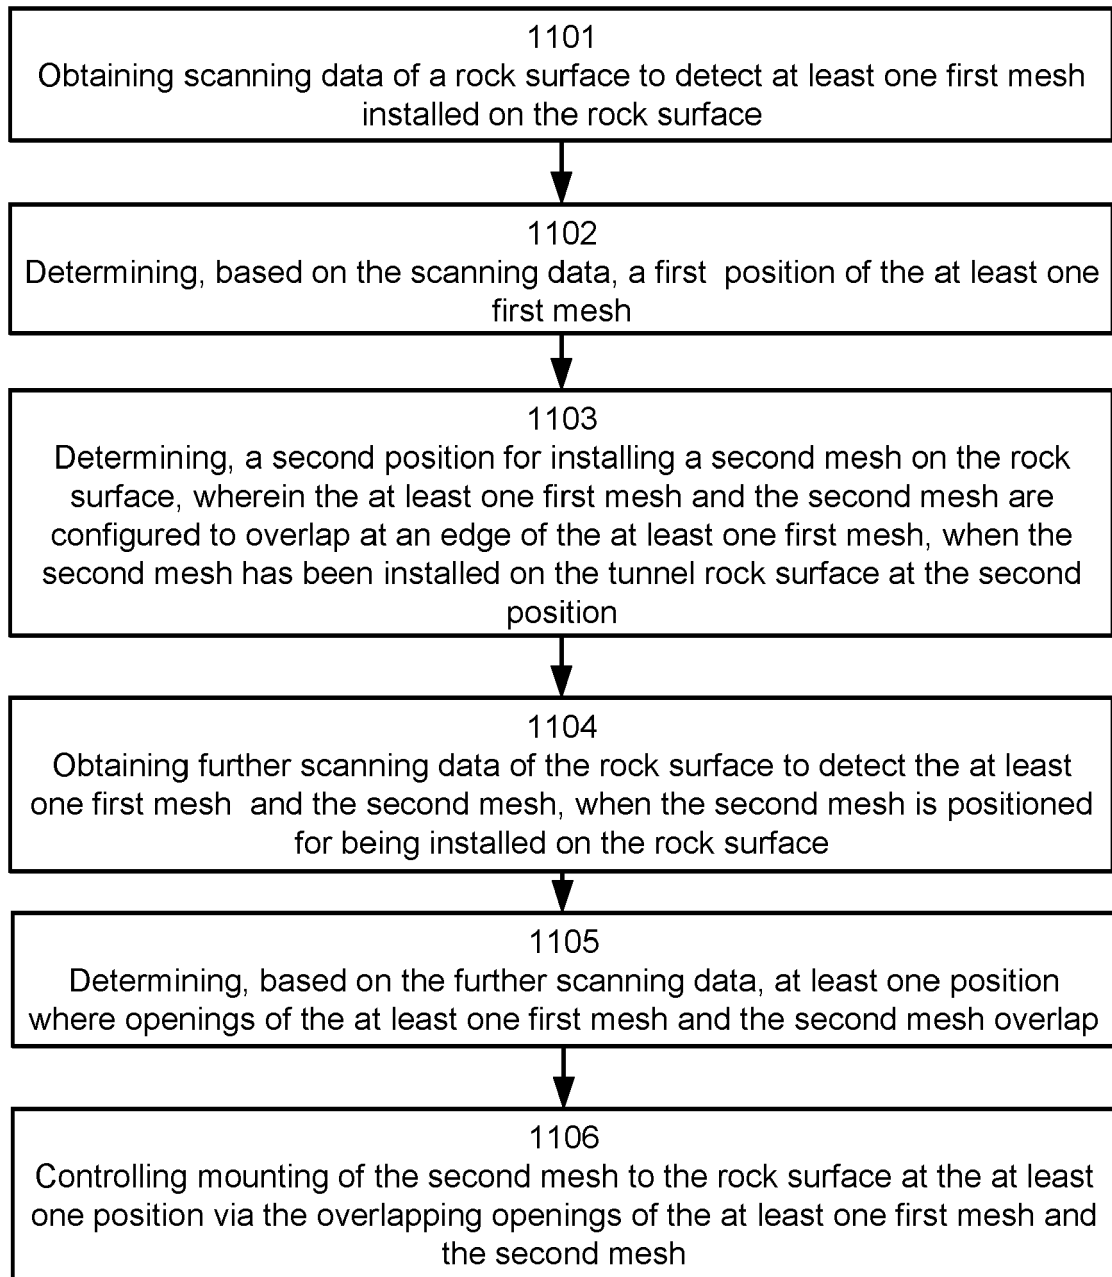 1101
Obtaining scanning data of a rock surface to detect at least one first mesh
installed on the rock surface
1102
Determining, based on the scanning data, a first position of the at least one
first mesh
1103
Determining, a second position for installing a second mesh on the rock
surface, wherein the at least one first mesh and the second mesh are
configured to overlap at an edge of the at least one first mesh, when the
second mesh has been installed on the tunnel rock surface at the second
position
1104
Obtaining further scanning data of the rock surface to detect the at least
one first mesh and the second mesh, when the second mesh is positioned
for being installed on the rock surface
1105
Determining, based on the further scanning data, at least one position
where openings of the at least one first mesh and the second mesh overlap
1106
Controlling mounting of the second mesh to the rock surface at the at least
one position via the overlapping openings of the at least one first mesh and
the second mesh